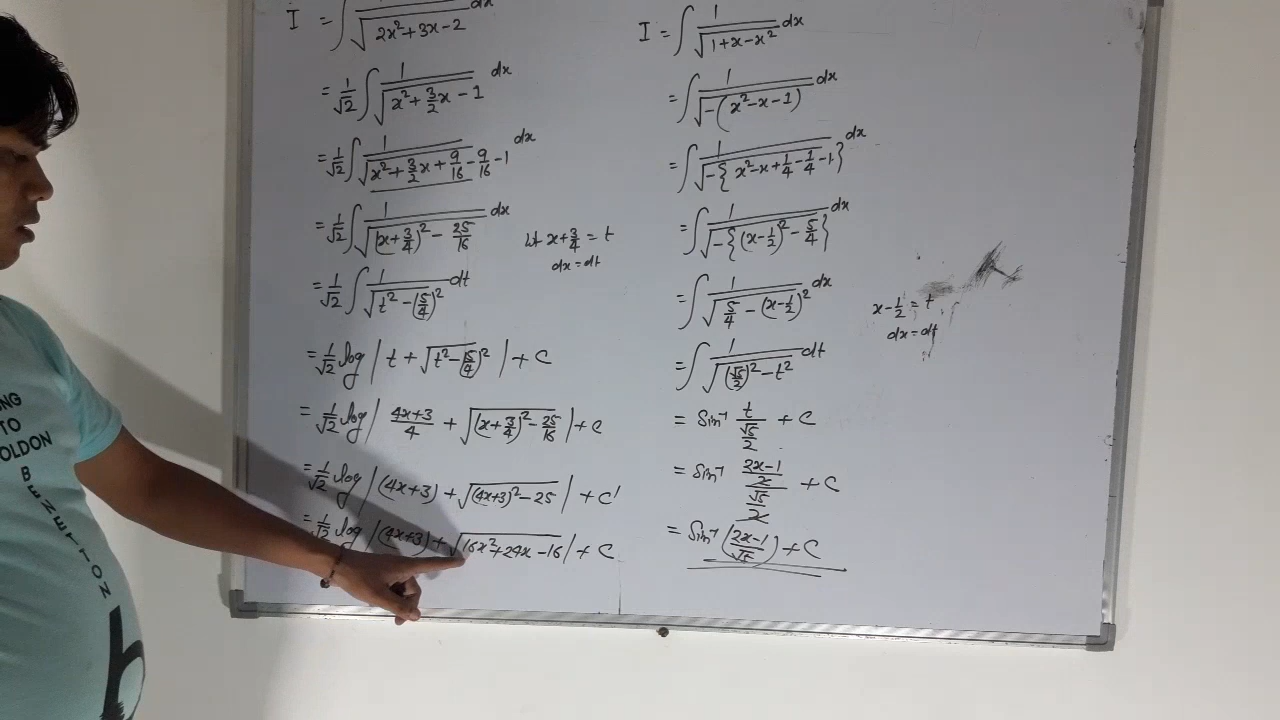 I = ∫ 1/√(2x²+3x-2) dx
= 1/√2 ∫ 1/√(x²+3/2x-1) dx
= 1/√2 ∫ 1/√(x²+3/2x+9/16-9/16-1) dx
= 1/√2 ∫ 1/√((x+3/4)²-25/16) dx
let x+3/4=t
dx=dt
= 1/√2 ∫ 1/√(t²-(5/4)²) dt
= 1/√2 log | t + √(t²-(5/4)²) | + C
= 1/√2 log | (4x+3)/4 + √((x+3/4)²-25/16) | + C
= 1/√2 log | (4x+3) + √((4x+3)²-25) | + C'
= 1/√2 log | (4x+3) + √(16x²+24x-16) | + C
I = ∫ 1/√(1+x-x²) dx
= ∫ 1/√(-(x²-x-1)) dx
= ∫ 1/√(-{x²-x+1/4-1/4-1}) dx
= ∫ 1/√(-{(x-1/2)²-5/4}) dx
= ∫ 1/√(5/4-(x-1/2)²) dx
x-1/2=t
dx=dt
= ∫ 1/√((√5/2)²-t²) dt
= Sin⁻¹ t/(√5/2) + C
= Sin⁻¹ ((2x-1)/2)/(√5/2) + C
= Sin⁻¹ ((2x-1)/√5) + C
TO
BENETTON
b